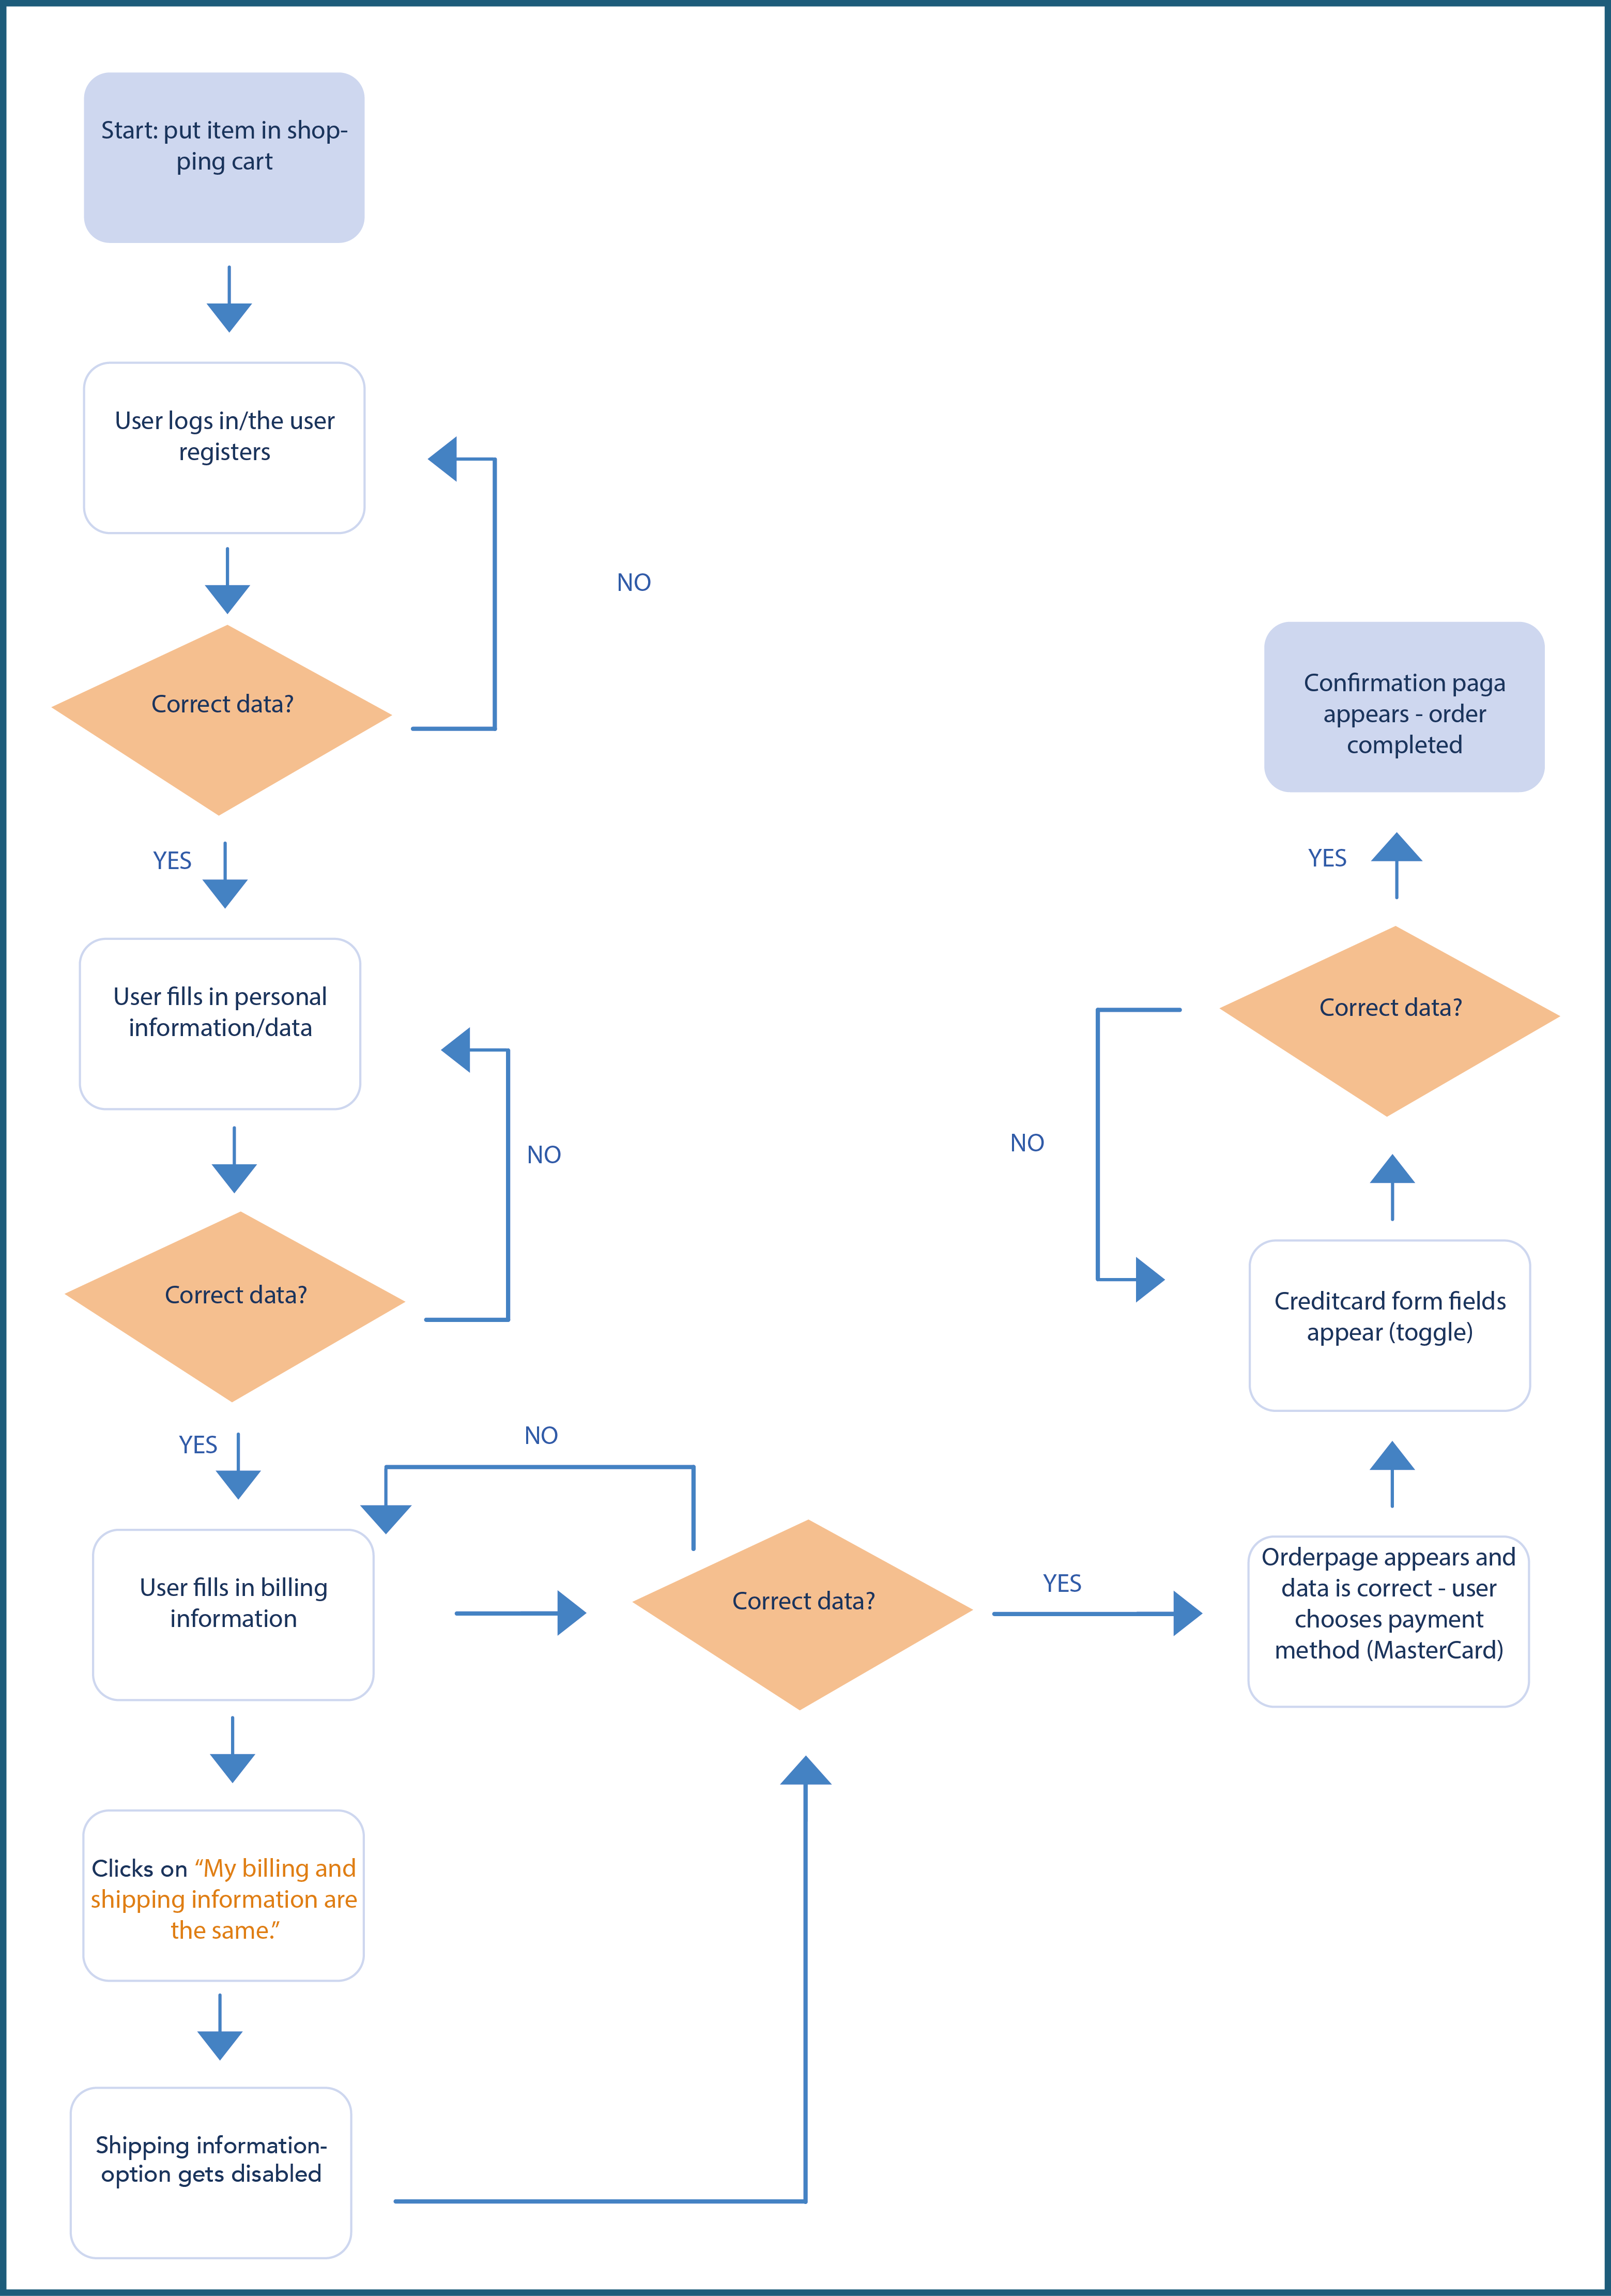 Start: put item in shop-
ping cart
User logs in/the user
registers
NO
Correct data?
YES
User fills in personal
information/data
NO
Correct data?
YES
NO
User fills in billing
information
Correct data?
YES
Clicks on “My billing and
shipping information are
the same.”
Shipping information-
option gets disabled
Orderpage appears and
data is correct - user
chooses payment
method (MasterCard)
Creditcard form fields
appear (toggle)
NO
Correct data?
YES
Confirmation paga
appears - order
completed